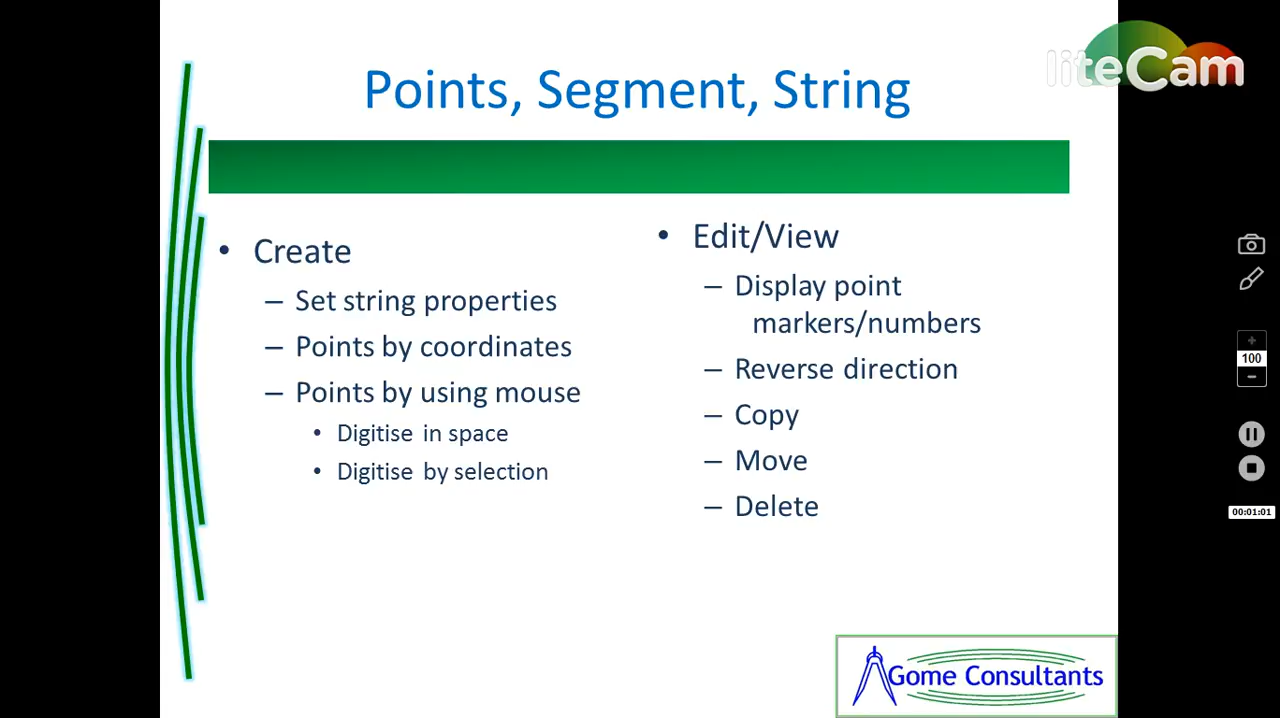 liteCam
Points, Segment, String
• Create
– Set string properties
– Points by coordinates
– Points by using mouse
• Digitise in space
• Digitise by selection
• Edit/View
– Display point
markers/numbers
– Reverse direction
– Copy
– Move
– Delete
100
00:01:01
Gome Consultants